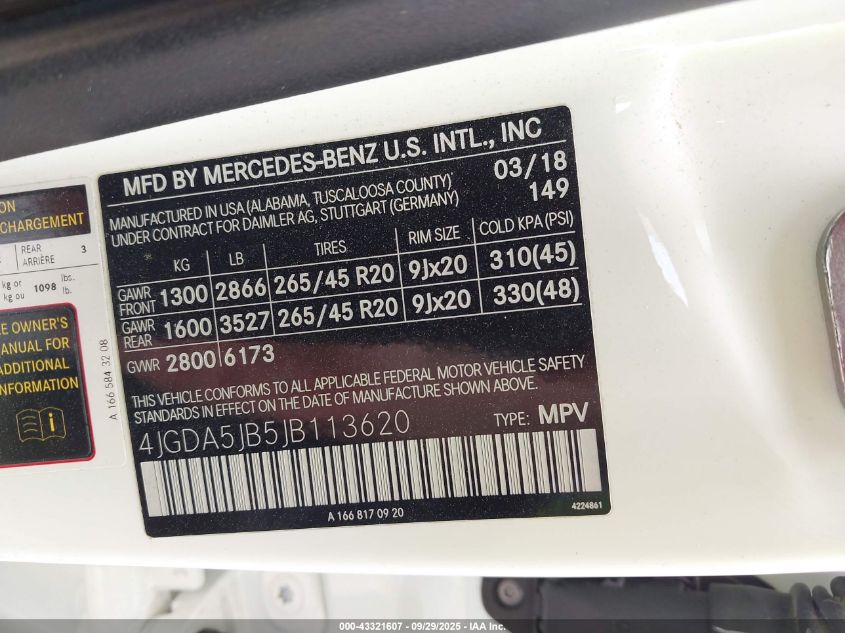 ON
CHARGEMENT
REAR
ARRIÈRE 3
kg or 1098 lbs.
kg ou lb.
E OWNER'S
MANUAL FOR
ADDITIONAL
INFORMATION
A 166 584 32 08
MFD BY MERCEDES-BENZ U.S. INTL., INC
03/18
MANUFACTURED IN USA (ALABAMA, TUSCALOOSA COUNTY)
149
UNDER CONTRACT FOR DAIMLER AG, STUTTGART (GERMANY)
KG LB TIRES RIM SIZE COLD KPA (PSI)
GAWR FRONT 1300 2866 265/45 R20 9Jx20 310(45)
GAWR REAR 1600 3527 265/45 R20 9Jx20 330(48)
GVWR 2800 6173
THIS VEHICLE CONFORMS TO ALL APPLICABLE FEDERAL MOTOR VEHICLE SAFETY
STANDARDS IN EFFECT ON THE DATE OF MANUFACTURE SHOWN ABOVE.
4JGDA5JB5JB113620 TYPE: MPV
A 166 817 09 20
4224861
000-43321607 - 09/29/2025 - IAA Inc.